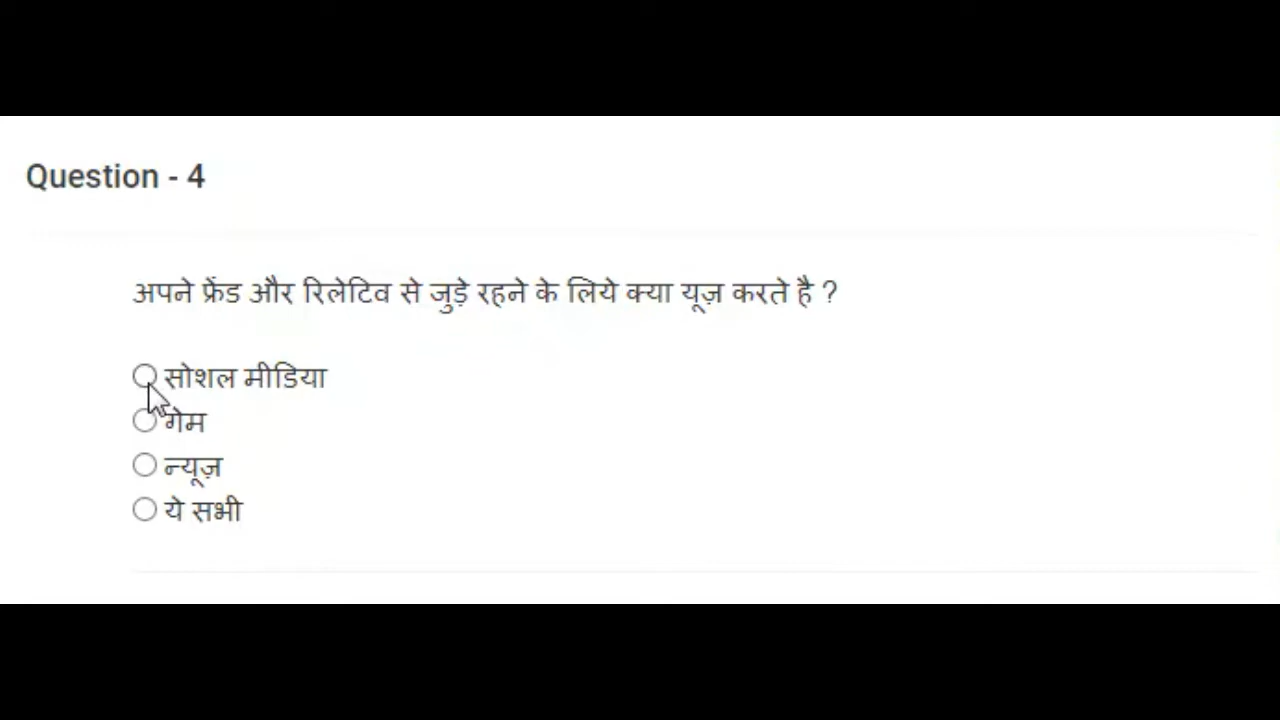 Question - 4
अपने फ्रेंड और रिलेटिव से जुड़े रहने के लिये क्या यूज़ करते है ?
सोशल मीडिया
गेम
न्यूज़
ये सभी